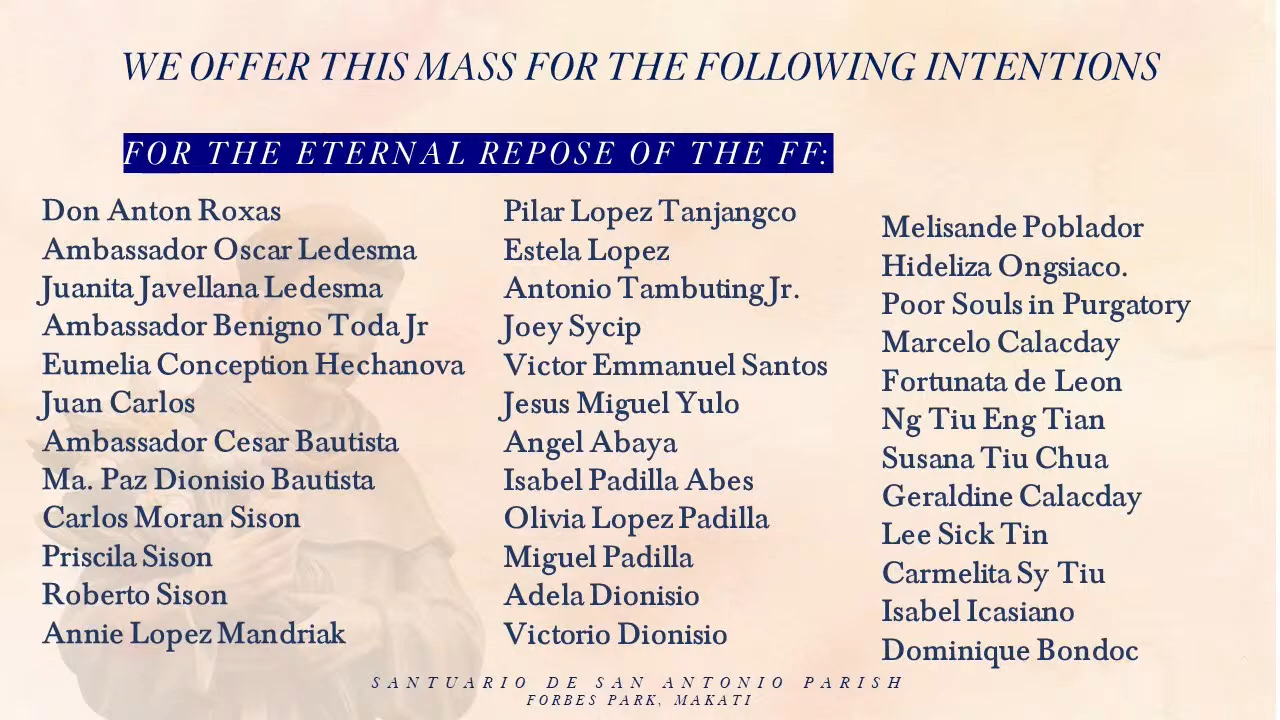 WE OFFER THIS MASS FOR THE FOLLOWING INTENTIONS
FOR THE ETERNAL REPOSE OF THE FF:
Don Anton Roxas
Ambassador Oscar Ledesma
Juanita Javellana Ledesma
Ambassador Benigno Toda Jr
Eumelia Conception Hechanova
Juan Carlos
Ambassador Cesar Bautista
Ma. Paz Dionisio Bautista
Carlos Moran Sison
Priscila Sison
Roberto Sison
Annie Lopez Mandriak
Pilar Lopez Tanjangco
Estela Lopez
Antonio Tambuting Jr.
Joey Sycip
Victor Emmanuel Santos
Jesus Miguel Yulo
Angel Abaya
Isabel Padilla Abes
Olivia Lopez Padilla
Miguel Padilla
Adela Dionisio
Victorio Dionisio
Melisande Poblador
Hideliza Ongsiaco.
Poor Souls in Purgatory
Marcelo Calacday
Fortunata de Leon
Ng Tiu Eng Tian
Susana Tiu Chua
Geraldine Calacday
Lee Sick Tin
Carmelita Sy Tiu
Isabel Icasiano
Dominique Bondoc
SANTUARIO DE SAN ANTONIO PARISH
FORBES PARK, MAKATI